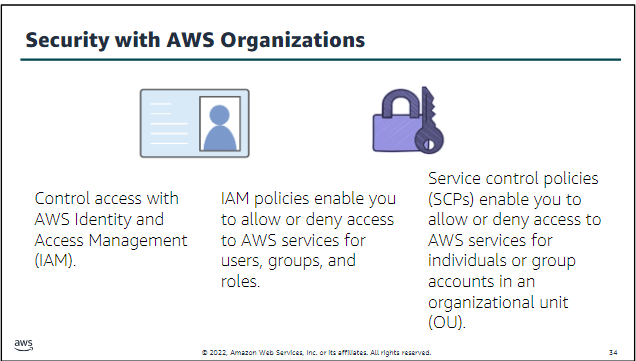 Security with AWS Organizations
Control access with
AWS Identity and
Access Management
(IAM).
IAM policies enable you
to allow or deny access
to AWS services for
users, groups, and
roles.
Service control policies
(SCPs) enable you to
allow or deny access to
AWS services for
individuals or group
accounts in an
organizational unit
(OU).
aws
© 2022, Amazon Web Services, Inc. or its affiliates. All rights reserved.
34